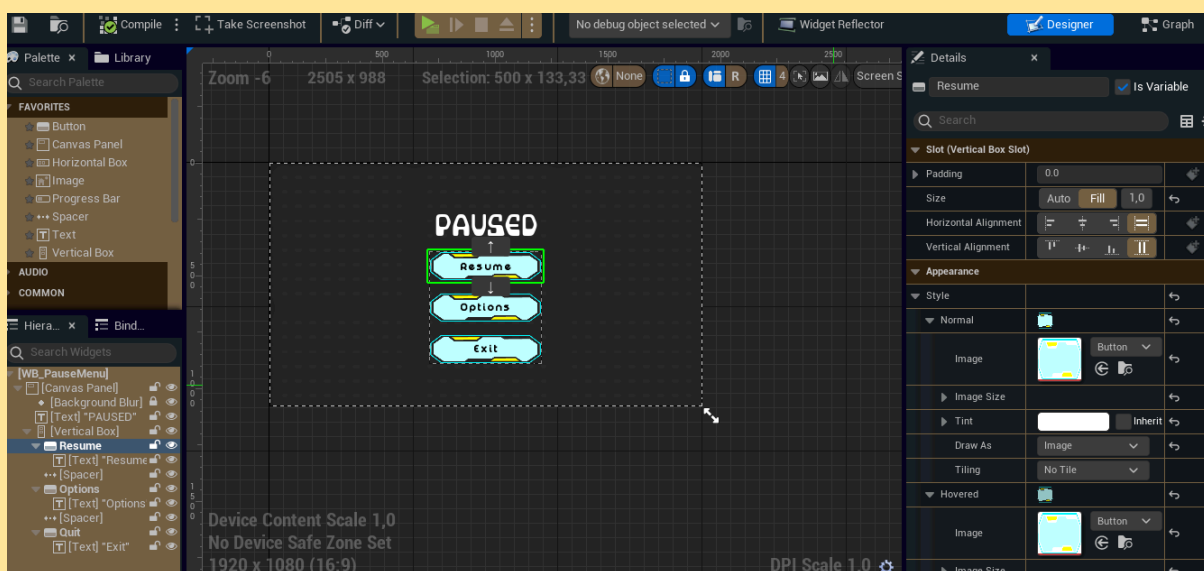 Compile
Take Screenshot
Diff
No debug object selected
Widget Reflector
Designer
Graph
Palette
Library
Search Palette
FAVORITES
Button
Canvas Panel
Horizontal Box
Image
Progress Bar
Spacer
Text
Vertical Box
AUDIO
COMMON
Hiera...
Bind...
Search Widgets
[WB_PauseMenu]
[Canvas Panel]
[Background Blur]
[Text] "PAUSED"
[Vertical Box]
Resume
[Text] "Resume
[Spacer]
Options
[Text] "Options
[Spacer]
Quit
[Text] "Exit"
0 500 1000 1500 2000 2500
Zoom -6 2505 x 988 Selection: 500 x 133,33 None R 4 Screen S
0
500
1000
1500
PAUSED
Resume
Options
Exit
Device Content Scale 1,0
No Device Safe Zone Set
1920 x 1080 (16:9)
DPI Scale 1.0
Details
Resume
Is Variable
Search
Slot (Vertical Box Slot)
Padding 0.0
Size Auto Fill 1,0
Horizontal Alignment
Vertical Alignment
Appearance
Style
Normal
Image Button
Image Size
Tint Inherit
Draw As Image
Tiling No Tile
Hovered
Image Button
Image Size